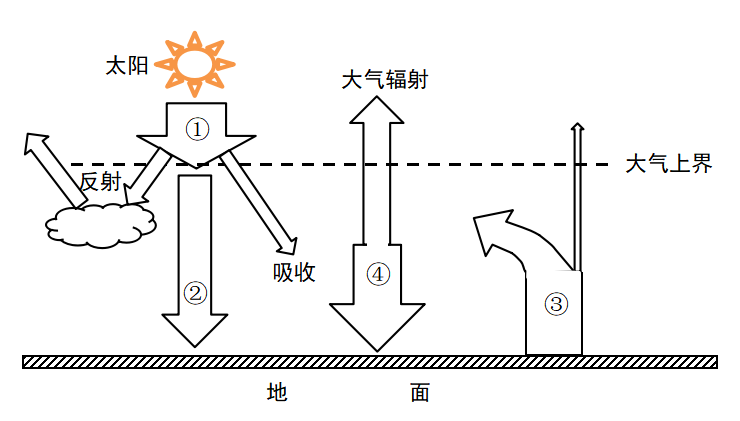 太阳
大气辐射
①
大气上界
反射
吸收
②
④
③
地 面